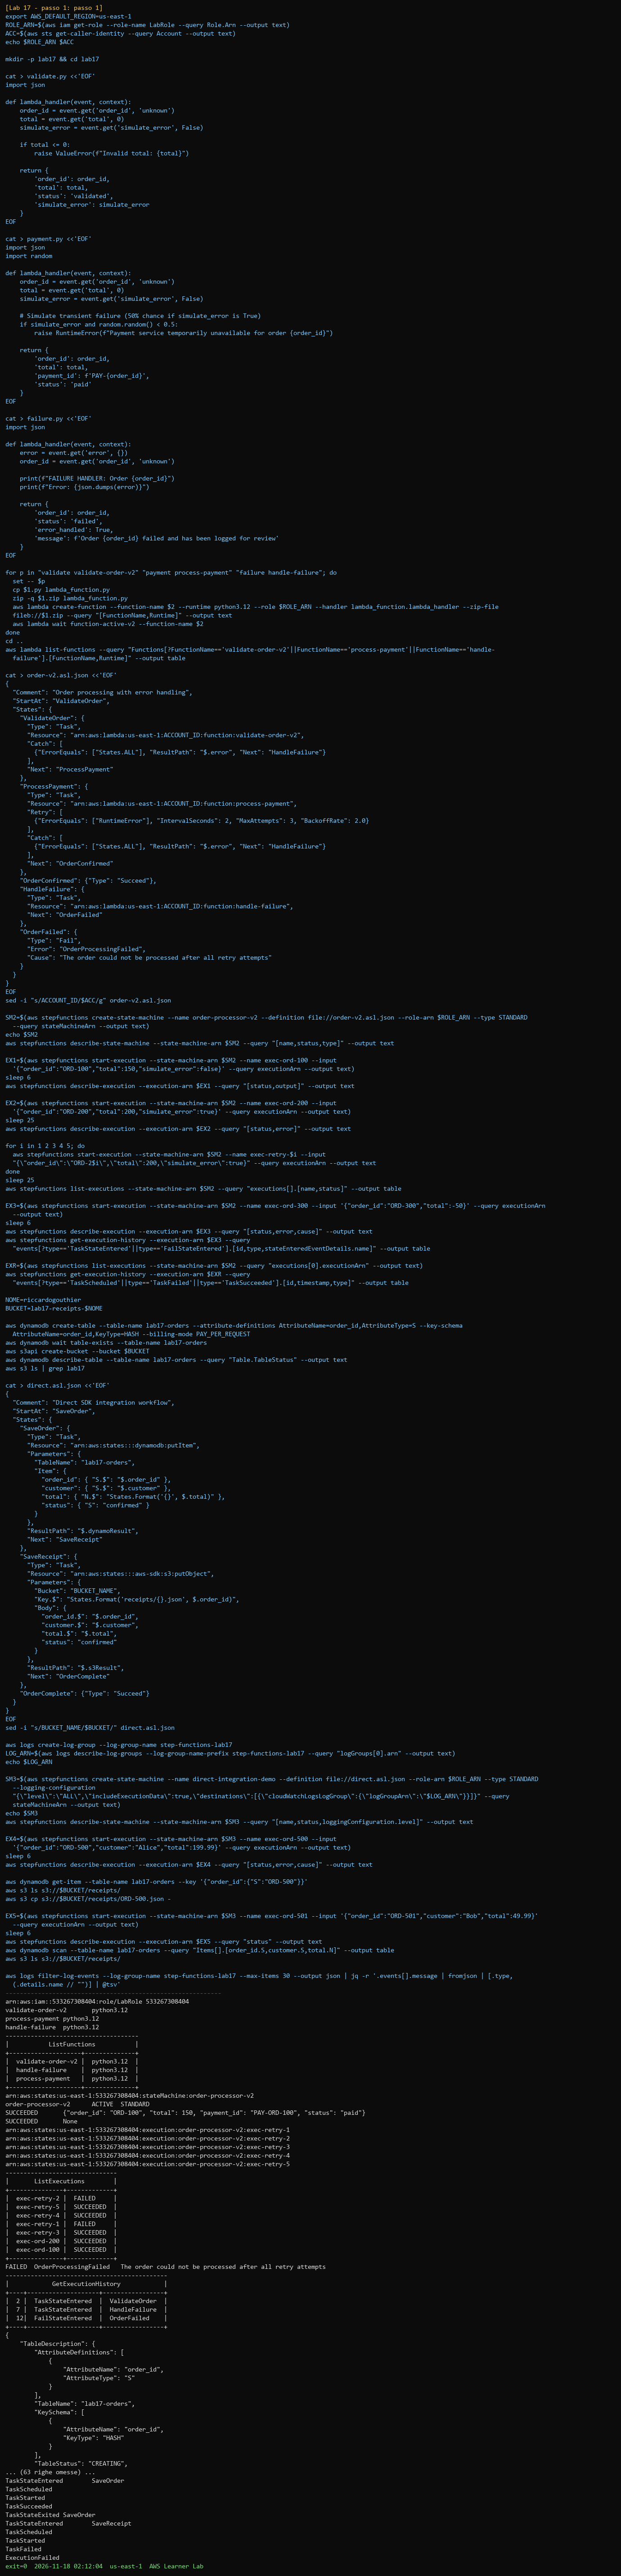 [Lab 17 - passo 1: passo 1]
export AWS_DEFAULT_REGION=us-east-1
ROLE_ARN=$(aws iam get-role --role-name LabRole --query Role.Arn --output text)
ACC=$(aws sts get-caller-identity --query Account --output text)
echo $ROLE_ARN $ACC

mkdir -p lab17 && cd lab17

cat > validate.py <<'EOF'
import json

def lambda_handler(event, context):
    order_id = event.get('order_id', 'unknown')
    total = event.get('total', 0)
    simulate_error = event.get('simulate_error', False)

    if total <= 0:
        raise ValueError(f"Invalid total: {total}")

    return {
        'order_id': order_id,
        'total': total,
        'status': 'validated',
        'simulate_error': simulate_error
    }
EOF

cat > payment.py <<'EOF'
import json
import random

def lambda_handler(event, context):
    order_id = event.get('order_id', 'unknown')
    total = event.get('total', 0)
    simulate_error = event.get('simulate_error', False)

    # Simulate transient failure (50% chance if simulate_error is True)
    if simulate_error and random.random() < 0.5:
        raise RuntimeError(f"Payment service temporarily unavailable for order {order_id}")

    return {
        'order_id': order_id,
        'total': total,
        'payment_id': f'PAY-{order_id}',
        'status': 'paid'
    }
EOF

cat > failure.py <<'EOF'
import json

def lambda_handler(event, context):
    error = event.get('error', {})
    order_id = event.get('order_id', 'unknown')

    print(f"FAILURE HANDLER: Order {order_id}")
    print(f"Error: {json.dumps(error)}")

    return {
        'order_id': order_id,
        'status': 'failed',
        'error_handled': True,
        'message': f'Order {order_id} failed and has been logged for review'
    }
EOF

for p in "validate validate-order-v2" "payment process-payment" "failure handle-failure"; do
  set -- $p
  cp $1.py lambda_function.py
  zip -q $1.zip lambda_function.py
  aws lambda create-function --function-name $2 --runtime python3.12 --role $ROLE_ARN --handler lambda_function.lambda_handler --zip-file
  fileb://$1.zip --query "[FunctionName,Runtime]" --output text
  aws lambda wait function-active-v2 --function-name $2
done
cd ..
aws lambda list-functions --query "Functions[?FunctionName=='validate-order-v2'||FunctionName=='process-payment'||FunctionName=='handle-
  failure'].[FunctionName,Runtime]" --output table

cat > order-v2.asl.json <<'EOF'
{
  "Comment": "Order processing with error handling",
  "StartAt": "ValidateOrder",
  "States": {
    "ValidateOrder": {
      "Type": "Task",
      "Resource": "arn:aws:lambda:us-east-1:ACCOUNT_ID:function:validate-order-v2",
      "Catch": [
        {"ErrorEquals": ["States.ALL"], "ResultPath": "$.error", "Next": "HandleFailure"}
      ],
      "Next": "ProcessPayment"
    },
    "ProcessPayment": {
      "Type": "Task",
      "Resource": "arn:aws:lambda:us-east-1:ACCOUNT_ID:function:process-payment",
      "Retry": [
        {"ErrorEquals": ["RuntimeError"], "IntervalSeconds": 2, "MaxAttempts": 3, "BackoffRate": 2.0}
      ],
      "Catch": [
        {"ErrorEquals": ["States.ALL"], "ResultPath": "$.error", "Next": "HandleFailure"}
      ],
      "Next": "OrderConfirmed"
    },
    "OrderConfirmed": {"Type": "Succeed"},
    "HandleFailure": {
      "Type": "Task",
      "Resource": "arn:aws:lambda:us-east-1:ACCOUNT_ID:function:handle-failure",
      "Next": "OrderFailed"
    },
    "OrderFailed": {
      "Type": "Fail",
      "Error": "OrderProcessingFailed",
      "Cause": "The order could not be processed after all retry attempts"
    }
  }
}
EOF
sed -i "s/ACCOUNT_ID/$ACC/g" order-v2.asl.json

SM2=$(aws stepfunctions create-state-machine --name order-processor-v2 --definition file://order-v2.asl.json --role-arn $ROLE_ARN --type STANDARD
  --query stateMachineArn --output text)
echo $SM2
aws stepfunctions describe-state-machine --state-machine-arn $SM2 --query "[name,status,type]" --output text

EX1=$(aws stepfunctions start-execution --state-machine-arn $SM2 --name exec-ord-100 --input
  '{"order_id":"ORD-100","total":150,"simulate_error":false}' --query executionArn --output text)
sleep 6
aws stepfunctions describe-execution --execution-arn $EX1 --query "[status,output]" --output text

EX2=$(aws stepfunctions start-execution --state-machine-arn $SM2 --name exec-ord-200 --input
  '{"order_id":"ORD-200","total":200,"simulate_error":true}' --query executionArn --output text)
sleep 25
aws stepfunctions describe-execution --execution-arn $EX2 --query "[status,error]" --output text

for i in 1 2 3 4 5; do
  aws stepfunctions start-execution --state-machine-arn $SM2 --name exec-retry-$i --input
  "{\"order_id\":\"ORD-2$i\",\"total\":200,\"simulate_error\":true}" --query executionArn --output text
done
sleep 25
aws stepfunctions list-executions --state-machine-arn $SM2 --query "executions[].[name,status]" --output table

EX3=$(aws stepfunctions start-execution --state-machine-arn $SM2 --name exec-ord-300 --input '{"order_id":"ORD-300","total":-50}' --query executionArn
  --output text)
sleep 6
aws stepfunctions describe-execution --execution-arn $EX3 --query "[status,error,cause]" --output text
aws stepfunctions get-execution-history --execution-arn $EX3 --query
  "events[?type=='TaskStateEntered'||type=='FailStateEntered'].[id,type,stateEnteredEventDetails.name]" --output table

EXR=$(aws stepfunctions list-executions --state-machine-arn $SM2 --query "executions[0].executionArn" --output text)
aws stepfunctions get-execution-history --execution-arn $EXR --query
  "events[?type=='TaskScheduled'||type=='TaskFailed'||type=='TaskSucceeded'].[id,timestamp,type]" --output table

NOME=riccardogouthier
BUCKET=lab17-receipts-$NOME

aws dynamodb create-table --table-name lab17-orders --attribute-definitions AttributeName=order_id,AttributeType=S --key-schema
  AttributeName=order_id,KeyType=HASH --billing-mode PAY_PER_REQUEST
aws dynamodb wait table-exists --table-name lab17-orders
aws s3api create-bucket --bucket $BUCKET
aws dynamodb describe-table --table-name lab17-orders --query "Table.TableStatus" --output text
aws s3 ls | grep lab17

cat > direct.asl.json <<'EOF'
{
  "Comment": "Direct SDK integration workflow",
  "StartAt": "SaveOrder",
  "States": {
    "SaveOrder": {
      "Type": "Task",
      "Resource": "arn:aws:states:::dynamodb:putItem",
      "Parameters": {
        "TableName": "lab17-orders",
        "Item": {
          "order_id": { "S.$": "$.order_id" },
          "customer": { "S.$": "$.customer" },
          "total": { "N.$": "States.Format('{}', $.total)" },
          "status": { "S": "confirmed" }
        }
      },
      "ResultPath": "$.dynamoResult",
      "Next": "SaveReceipt"
    },
    "SaveReceipt": {
      "Type": "Task",
      "Resource": "arn:aws:states:::aws-sdk:s3:putObject",
      "Parameters": {
        "Bucket": "BUCKET_NAME",
        "Key.$": "States.Format('receipts/{}.json', $.order_id)",
        "Body": {
          "order_id.$": "$.order_id",
          "customer.$": "$.customer",
          "total.$": "$.total",
          "status": "confirmed"
        }
      },
      "ResultPath": "$.s3Result",
      "Next": "OrderComplete"
    },
    "OrderComplete": {"Type": "Succeed"}
  }
}
EOF
sed -i "s/BUCKET_NAME/$BUCKET/" direct.asl.json

aws logs create-log-group --log-group-name step-functions-lab17
LOG_ARN=$(aws logs describe-log-groups --log-group-name-prefix step-functions-lab17 --query "logGroups[0].arn" --output text)
echo $LOG_ARN

SM3=$(aws stepfunctions create-state-machine --name direct-integration-demo --definition file://direct.asl.json --role-arn $ROLE_ARN --type STANDARD
  --logging-configuration
  "{\"level\":\"ALL\",\"includeExecutionData\":true,\"destinations\":[{\"cloudWatchLogsLogGroup\":{\"logGroupArn\":\"$LOG_ARN\"}}]}" --query
  stateMachineArn --output text)
echo $SM3
aws stepfunctions describe-state-machine --state-machine-arn $SM3 --query "[name,status,loggingConfiguration.level]" --output text

EX4=$(aws stepfunctions start-execution --state-machine-arn $SM3 --name exec-ord-500 --input
  '{"order_id":"ORD-500","customer":"Alice","total":199.99}' --query executionArn --output text)
sleep 6
aws stepfunctions describe-execution --execution-arn $EX4 --query "[status,error,cause]" --output text

aws dynamodb get-item --table-name lab17-orders --key '{"order_id":{"S":"ORD-500"}}'
aws s3 ls s3://$BUCKET/receipts/
aws s3 cp s3://$BUCKET/receipts/ORD-500.json -

EX5=$(aws stepfunctions start-execution --state-machine-arn $SM3 --name exec-ord-501 --input '{"order_id":"ORD-501","customer":"Bob","total":49.99}'
  --query executionArn --output text)
sleep 6
aws stepfunctions describe-execution --execution-arn $EX5 --query "status" --output text
aws dynamodb scan --table-name lab17-orders --query "Items[].[order_id.S,customer.S,total.N]" --output table
aws s3 ls s3://$BUCKET/receipts/

aws logs filter-log-events --log-group-name step-functions-lab17 --max-items 30 --output json | jq -r '.events[].message | fromjson | [.type,
  (.details.name // "")] | @tsv'
------------------------------------------------------------
arn:aws:iam::533267308404:role/LabRole 533267308404
validate-order-v2       python3.12
process-payment python3.12
handle-failure  python3.12
-------------------------------------
|           ListFunctions           |
+--------------------+--------------+
|  validate-order-v2 |  python3.12  |
|  handle-failure    |  python3.12  |
|  process-payment   |  python3.12  |
+--------------------+--------------+
arn:aws:states:us-east-1:533267308404:stateMachine:order-processor-v2
order-processor-v2      ACTIVE  STANDARD
SUCCEEDED       {"order_id": "ORD-100", "total": 150, "payment_id": "PAY-ORD-100", "status": "paid"}
SUCCEEDED       None
arn:aws:states:us-east-1:533267308404:execution:order-processor-v2:exec-retry-1
arn:aws:states:us-east-1:533267308404:execution:order-processor-v2:exec-retry-2
arn:aws:states:us-east-1:533267308404:execution:order-processor-v2:exec-retry-3
arn:aws:states:us-east-1:533267308404:execution:order-processor-v2:exec-retry-4
arn:aws:states:us-east-1:533267308404:execution:order-processor-v2:exec-retry-5
-------------------------------
|       ListExecutions        |
+---------------+-------------+
|  exec-retry-2 |  FAILED     |
|  exec-retry-5 |  SUCCEEDED  |
|  exec-retry-4 |  SUCCEEDED  |
|  exec-retry-1 |  FAILED     |
|  exec-retry-3 |  SUCCEEDED  |
|  exec-ord-200 |  SUCCEEDED  |
|  exec-ord-100 |  SUCCEEDED  |
+---------------+-------------+
FAILED  OrderProcessingFailed   The order could not be processed after all retry attempts
---------------------------------------------
|            GetExecutionHistory            |
+----+--------------------+-----------------+
|  2 |  TaskStateEntered  |  ValidateOrder  |
|  7 |  TaskStateEntered  |  HandleFailure  |
|  12|  FailStateEntered  |  OrderFailed    |
+----+--------------------+-----------------+
{
    "TableDescription": {
        "AttributeDefinitions": [
            {
                "AttributeName": "order_id",
                "AttributeType": "S"
            }
        ],
        "TableName": "lab17-orders",
        "KeySchema": [
            {
                "AttributeName": "order_id",
                "KeyType": "HASH"
            }
        ],
        "TableStatus": "CREATING",
... (63 righe omesse) ...
TaskStateEntered        SaveOrder
TaskScheduled
TaskStarted
TaskSucceeded
TaskStateExited SaveOrder
TaskStateEntered        SaveReceipt
TaskScheduled
TaskStarted
TaskFailed
ExecutionFailed
exit=0  2026-11-18 02:12:04  us-east-1  AWS Learner Lab